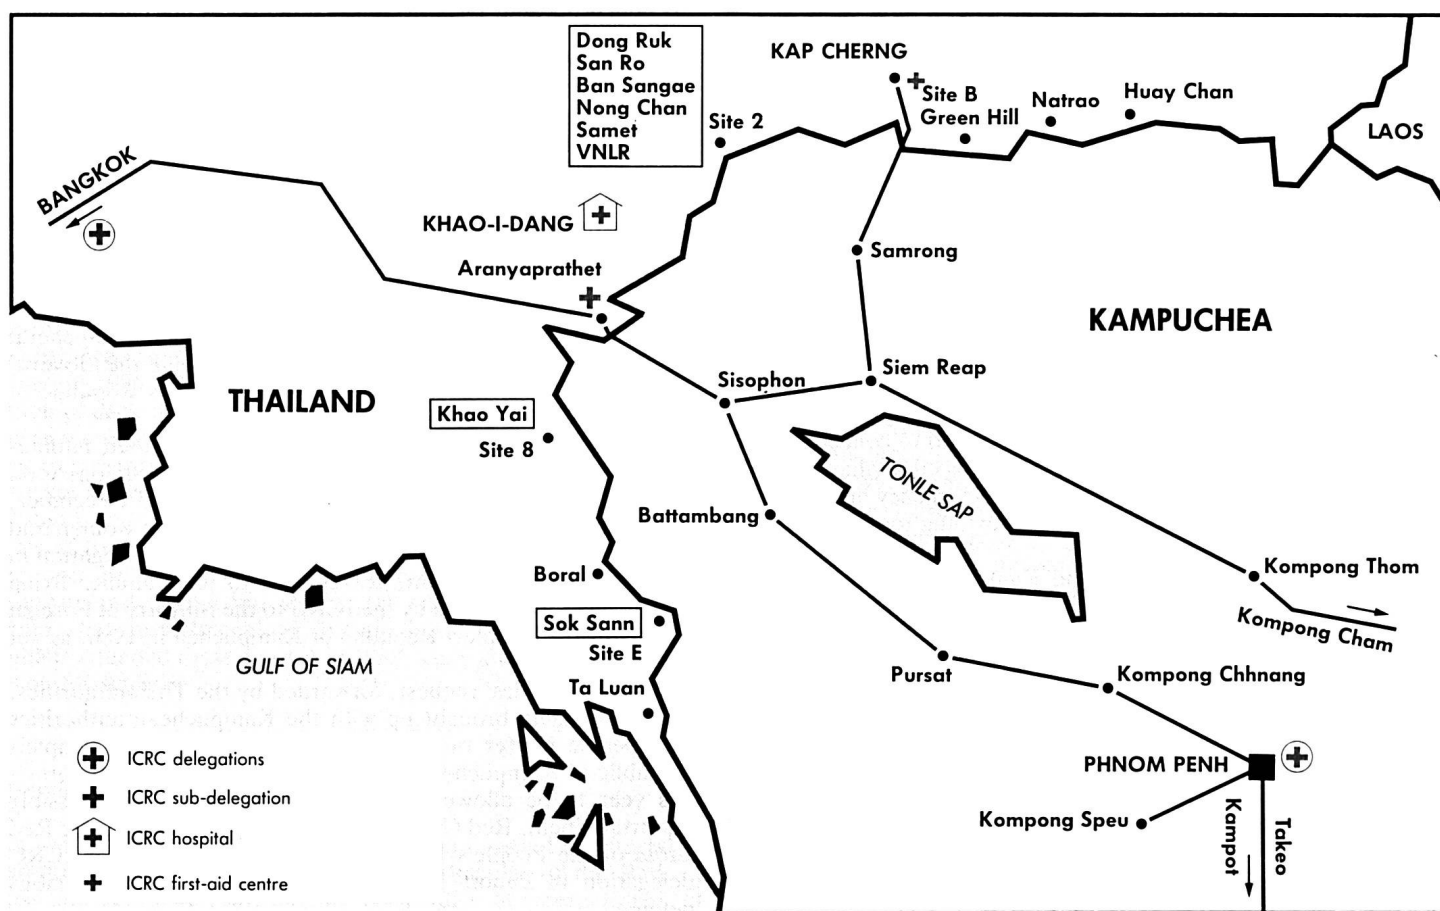 Dong Ruk
San Ro
Ban Sangae
Nong Chan
Samet
VNLR
Site 2
KAP CHERNG
Site B
Green Hill
Natrao
Huay Chan
LAOS
BANGKOK
KHAO-I-DANG
Aranyaprathet
Samrong
KAMPUCHEA
THAILAND
Khao Yai
Site 8
Sisophon
Siem Reap
TONLE SAP
Battambang
Boral
Kompong Thom
Kompong Cham
Sok Sann
Site E
GULF OF SIAM
Ta Luan
Pursat
Kompong Chhnang
PHNOM PENH
Kompong Speu
Kampot
Takeo
ICRC delegations
ICRC sub-delegation
ICRC hospital
ICRC first-aid centre